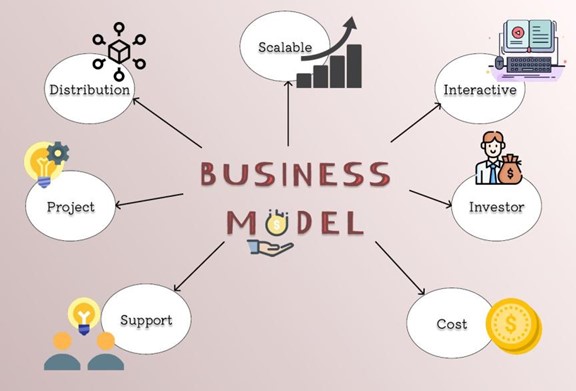 Scalable
Distribution
Interactive
BUSINESS
MODEL
Project
Investor
Support
Cost